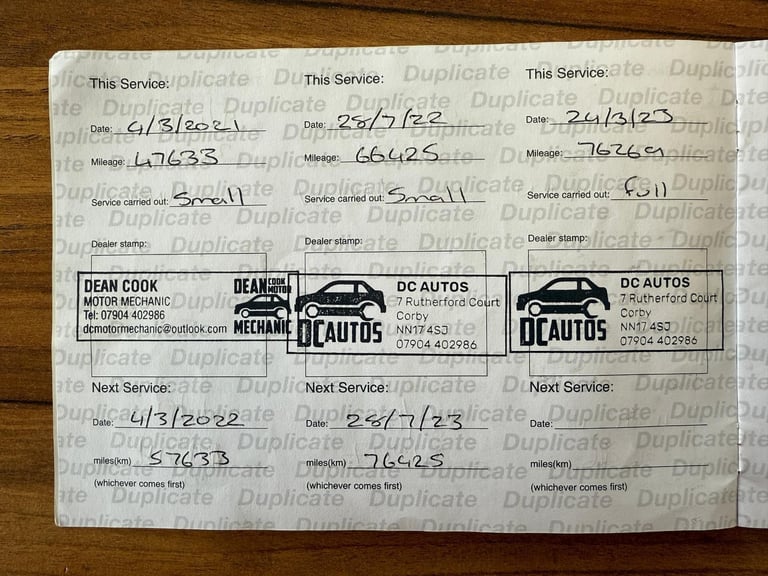 This Service:
Date: 4/3/2021
Mileage: 47633
Service carried out: Small
Dealer stamp:
DEAN COOK
MOTOR MECHANIC
Tel: 07904 402986
dcmotormechanic@outlook.com
DEAN COOK MOTOR
MECHANIC
Next Service:
Date: 4/3/2022
miles(km) 57633
(whichever comes first)
This Service:
Date: 28/7/22
Mileage: 66425
Service carried out: Small
Dealer stamp:
DC AUTOS
DC AUTOS
7 Rutherford Court
Corby
NN17 4SJ
07904 402986
Next Service:
Date: 28/7/23
miles(km) 76425
(whichever comes first)
This Service:
Date: 24/3/23
Mileage: 76269
Service carried out: full
Dealer stamp:
DC AUTOS
DC AUTOS
7 Rutherford Court
Corby
NN17 4SJ
07904 402986
Next Service:
Date:
miles(km)
(whichever comes first)
Duplicate